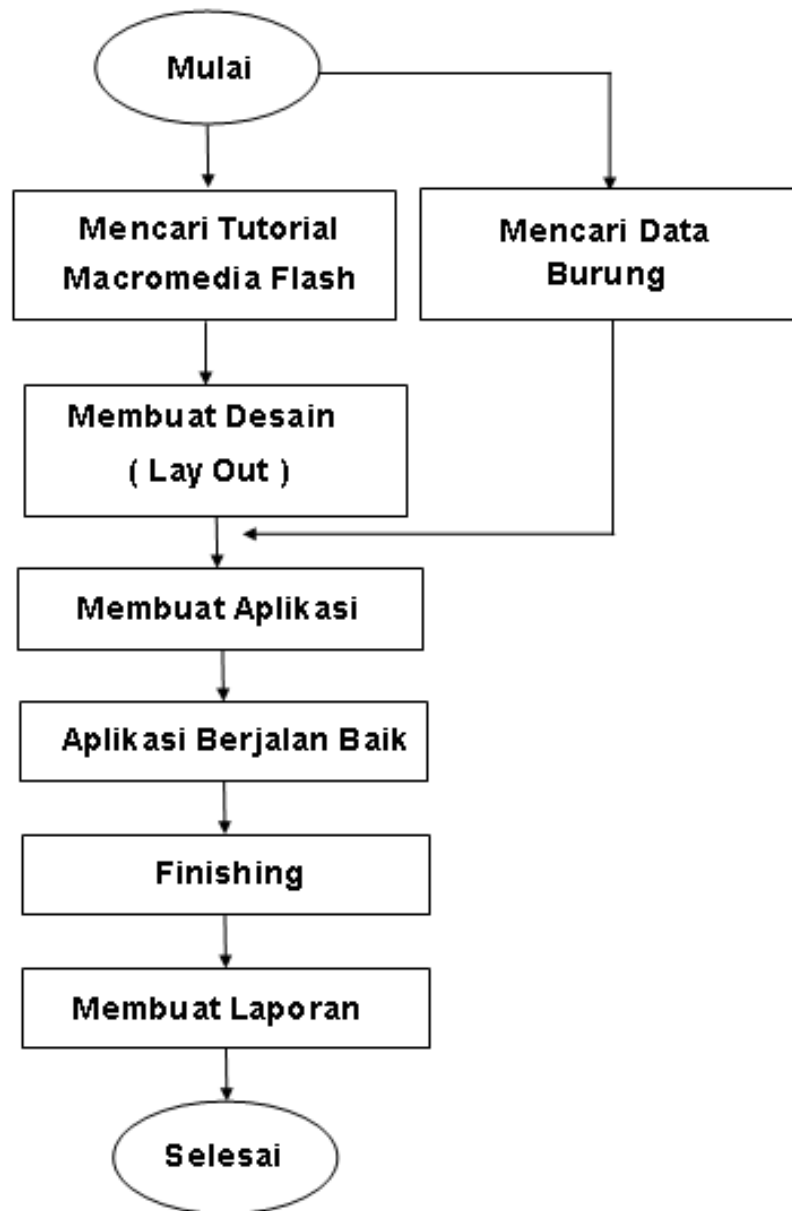 Mulai
Mencari Tutorial
Macromedia Flash
Mencari Data
Burung
Membuat Desain
( Lay Out )
Membuat Aplikasi
Aplikasi Berjalan Baik
Finishing
Membuat Laporan
Selesai